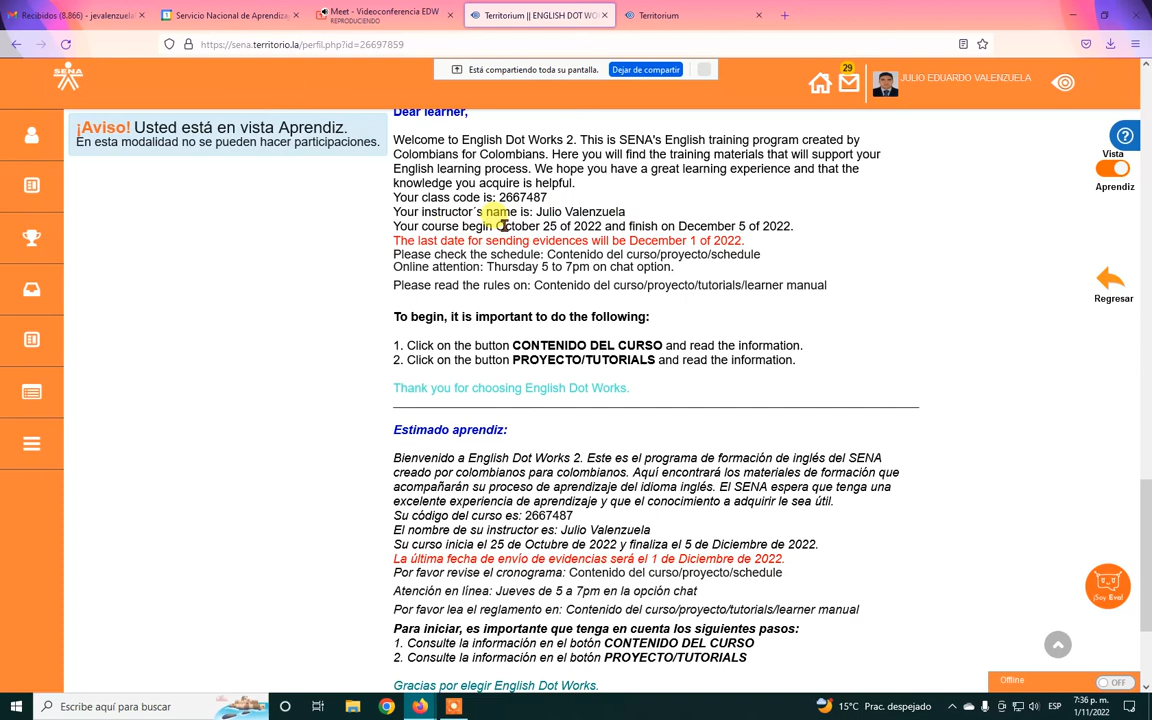 Recibidos (8.866) - jevalenzuela
Servicio Nacional de Aprendizaj
Meet - Videoconferencia EDW
REPRODUCIENDO
Territorium || ENGLISH DOT WO
Territorium
https://sena.territorio.la/perfil.php?id=26697859
SENA
Está compartiendo toda su pantalla.
Dejar de compartir
29
JULIO EDUARDO VALENZUELA
¡Aviso! Usted está en vista Aprendiz.
En esta modalidad no se pueden hacer participaciones.
Vista
Aprendiz
Regresar
Dear learner,
Welcome to English Dot Works 2. This is SENA's English training program created by
Colombians for Colombians. Here you will find the training materials that will support your
English learning process. We hope you have a great learning experience and that the
knowledge you acquire is helpful.
Your class code is: 2667487
Your instructor´s name is: Julio Valenzuela
Your course begin October 25 of 2022 and finish on December 5 of 2022.
The last date for sending evidences will be December 1 of 2022.
Please check the schedule: Contenido del curso/proyecto/schedule
Online attention: Thursday 5 to 7pm on chat option.
Please read the rules on: Contenido del curso/proyecto/tutorials/learner manual
To begin, it is important to do the following:
1. Click on the button CONTENIDO DEL CURSO and read the information.
2. Click on the button PROYECTO/TUTORIALS and read the information.
Thank you for choosing English Dot Works.
Estimado aprendiz:
Bienvenido a English Dot Works 2. Este es el programa de formación de inglés del SENA
creado por colombianos para colombianos. Aquí encontrará los materiales de formación que
acompañarán su proceso de aprendizaje del idioma inglés. El SENA espera que tenga una
excelente experiencia de aprendizaje y que el conocimiento a adquirir le sea útil.
Su código del curso es: 2667487
El nombre de su instructor es: Julio Valenzuela
Su curso inicia el 25 de Octubre de 2022 y finaliza el 5 de Diciembre de 2022.
La última fecha de envío de evidencias será el 1 de Diciembre de 2022.
Por favor revise el cronograma: Contenido del curso/proyecto/schedule
Atención en línea: Jueves de 5 a 7pm en la opción chat
Por favor lea el reglamento en: Contenido del curso/proyecto/tutorials/learner manual
Para iniciar, es importante que tenga en cuenta los siguientes pasos:
1. Consulte la información en el botón CONTENIDO DEL CURSO
2. Consulte la información en el botón PROYECTO/TUTORIALS
Gracias por elegir English Dot Works.
¡Soy Eva!
Offline
OFF
Escribe aquí para buscar
15°C Prac. despejado
ESP
7:36 p. m.
1/11/2022